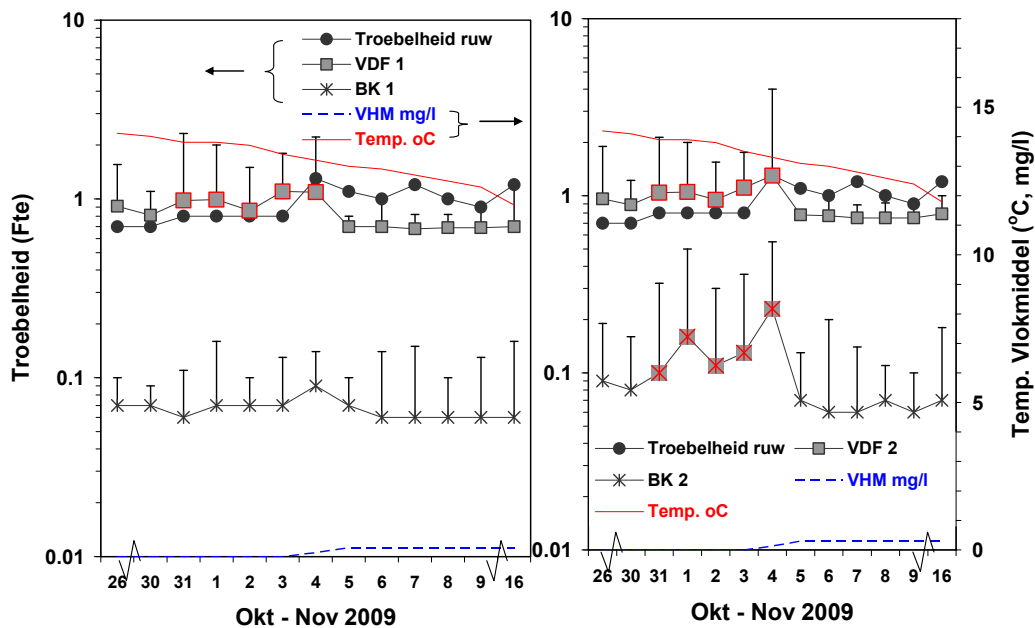 10
1
0.1
0.01
Troebelheid (Fte)
Troebelheid ruw
VDF 1
BK 1
VHM mg/l
Temp. oC
26 30 31 1 2 3 4 5 6 7 8 9 16
Okt - Nov 2009
10
1
0.1
0.01
Troebelheid ruw
VDF 2
BK 2
VHM mg/l
Temp. oC
26 30 31 1 2 3 4 5 6 7 8 9 16
Okt - Nov 2009
15
10
5
0
Temp. Vlokmiddel (°C, mg/l)